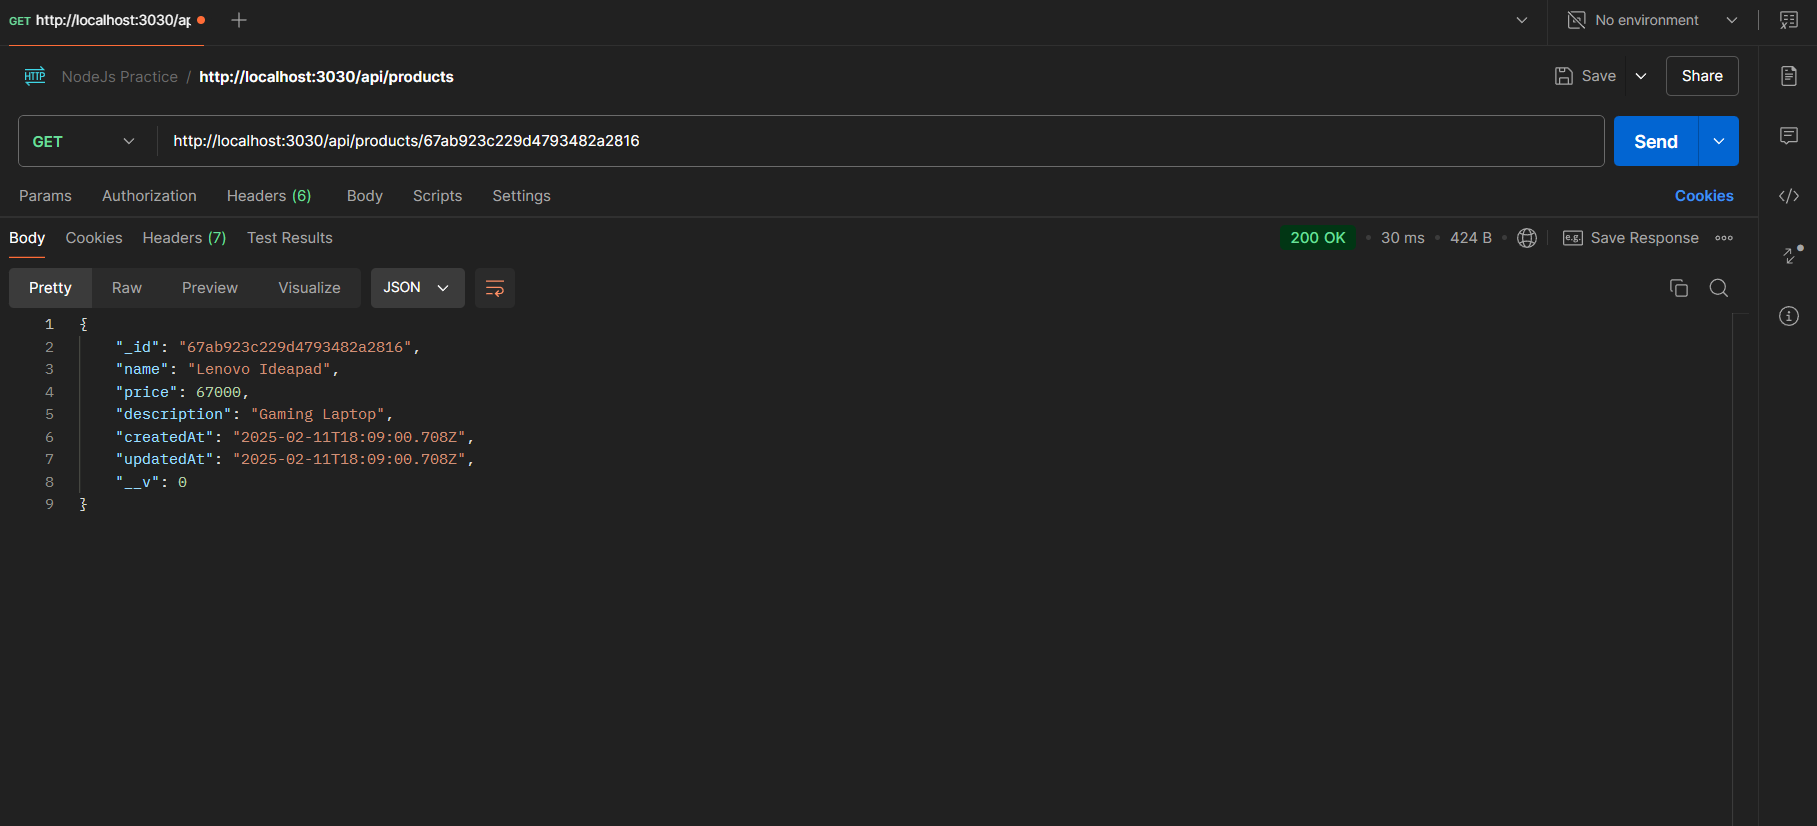 GET http://localhost:3030/ap
No environment
HTTP NodeJs Practice / http://localhost:3030/api/products
Save
Share
GET http://localhost:3030/api/products/67ab923c229d4793482a2816
Send
Params Authorization Headers (6) Body Scripts Settings
Cookies
Body Cookies Headers (7) Test Results
200 OK • 30 ms • 424 B • e.g. Save Response
Pretty Raw Preview Visualize JSON
1 {
2 "_id": "67ab923c229d4793482a2816",
3 "name": "Lenovo Ideapad",
4 "price": 67000,
5 "description": "Gaming Laptop",
6 "createdAt": "2025-02-11T18:09:00.708Z",
7 "updatedAt": "2025-02-11T18:09:00.708Z",
8 "__v": 0
9 }